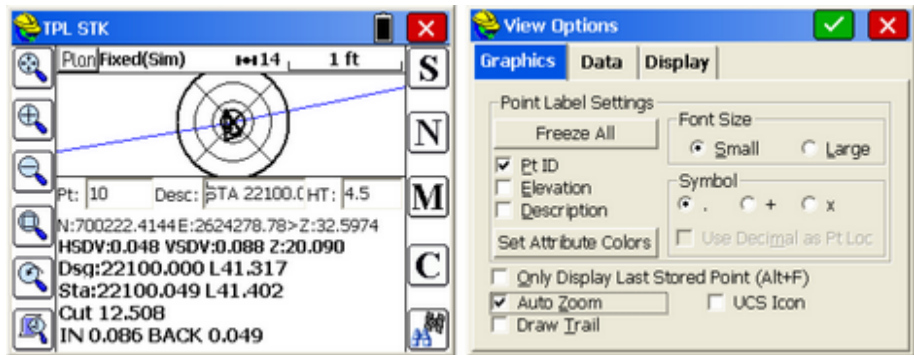 TPL STK
Plan Fixed(Sim) 14 1 ft
S
N
Pt: 10 Desc: STA 22100.0 HT: 4.5
M
N:700222.4144 E:2624278.78> Z:32.5974
HSDV:0.048 VSDV:0.088 Z:20.090
Dsg:22100.000 L41.317
C
Sta:22100.049 L41.402
Cut 12.508
IN 0.086 BACK 0.049
View Options
Graphics Data Display
Point Label Settings
Freeze All
Font Size
Small Large
Pt ID
Elevation
Description
Symbol
. + x
Set Attribute Colors
Use Decimal as Pt Loc
Only Display Last Stored Point (Alt+F)
Auto Zoom UCS Icon
Draw Trail